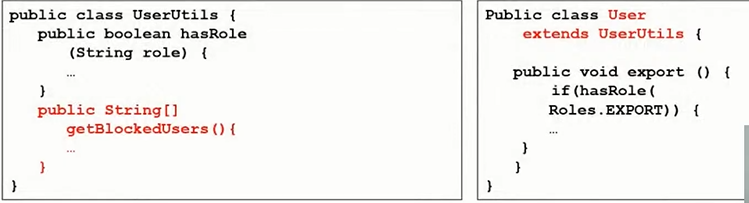 public class UserUtils {
public boolean hasRole
(String role) {
…
}
public String[]
getBlockedUsers(){
…
}
}
Public class User
extends UserUtils {
public void export () {
if(hasRole(
Roles.EXPORT)) {
…
}
}
}